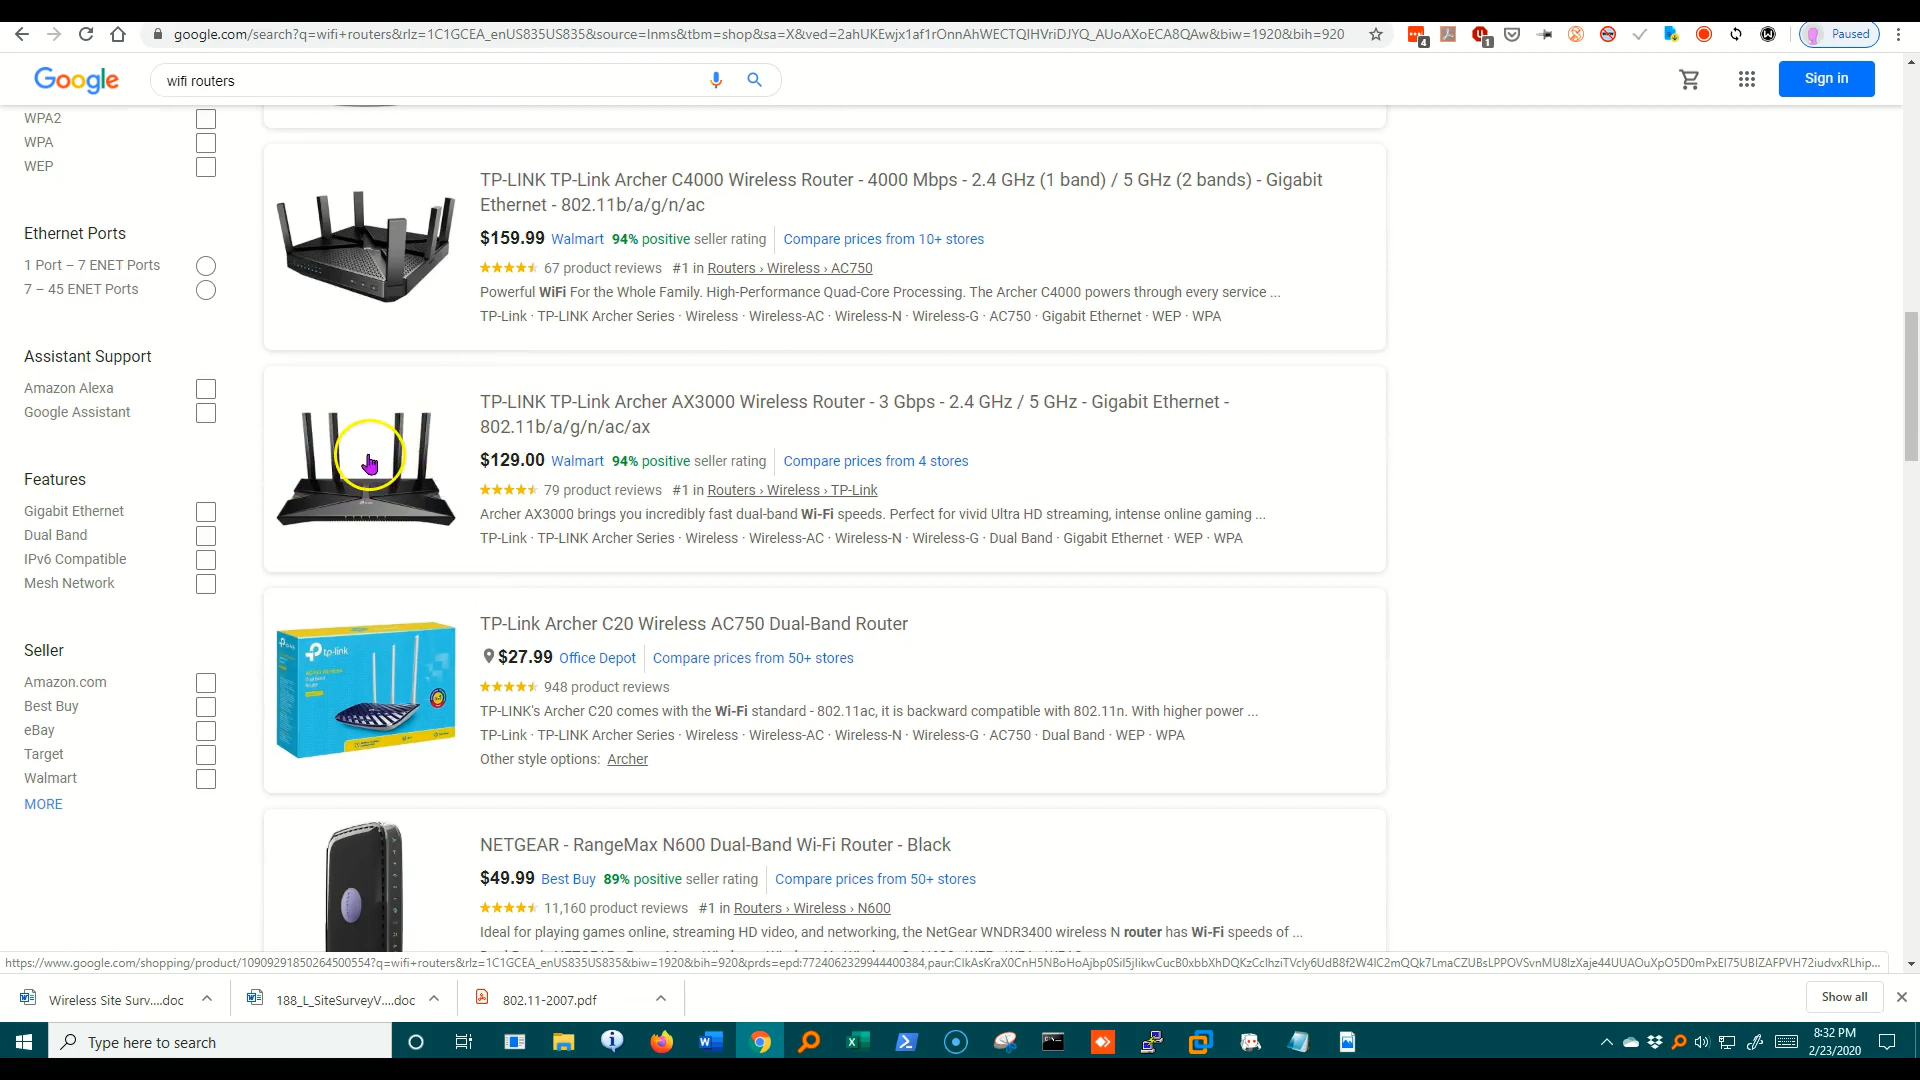 google.com/search?q=wifi+routers&rlz=1C1GCEA_enUS835US835&source=lnms&tbm=shop&sa=X&ved=2ahUKEwjx1af1rOnnAhWECTQIHVriDJYQ_AUoAXoECA8QAw&biw=1920&bih=920
4
1
Paused
Google
wifi routers
Sign in
WPA2
WPA
WEP
Ethernet Ports
1 Port – 7 ENET Ports
7 – 45 ENET Ports
Assistant Support
Amazon Alexa
Google Assistant
Features
Gigabit Ethernet
Dual Band
IPv6 Compatible
Mesh Network
Seller
Amazon.com
Best Buy
eBay
Target
Walmart
MORE
TP-LINK TP-Link Archer C4000 Wireless Router - 4000 Mbps - 2.4 GHz (1 band) / 5 GHz (2 bands) - Gigabit
Ethernet - 802.11b/a/g/n/ac
$159.99 Walmart 94% positive seller rating Compare prices from 10+ stores
67 product reviews #1 in Routers › Wireless › AC750
Powerful WiFi For the Whole Family. High-Performance Quad-Core Processing. The Archer C4000 powers through every service ...
TP-Link · TP-LINK Archer Series · Wireless · Wireless-AC · Wireless-N · Wireless-G · AC750 · Gigabit Ethernet · WEP · WPA
TP-LINK TP-Link Archer AX3000 Wireless Router - 3 Gbps - 2.4 GHz / 5 GHz - Gigabit Ethernet -
802.11b/a/g/n/ac/ax
$129.00 Walmart 94% positive seller rating Compare prices from 4 stores
79 product reviews #1 in Routers › Wireless › TP-Link
Archer AX3000 brings you incredibly fast dual-band Wi-Fi speeds. Perfect for vivid Ultra HD streaming, intense online gaming ...
TP-Link · TP-LINK Archer Series · Wireless · Wireless-AC · Wireless-N · Wireless-G · Dual Band · Gigabit Ethernet · WEP · WPA
tp-link
TP-Link Archer C20 Wireless AC750 Dual-Band Router
$27.99 Office Depot Compare prices from 50+ stores
948 product reviews
TP-LINK's Archer C20 comes with the Wi-Fi standard - 802.11ac, it is backward compatible with 802.11n. With higher power ...
TP-Link · TP-LINK Archer Series · Wireless · Wireless-AC · Wireless-N · Wireless-G · AC750 · Dual Band · WEP · WPA
Other style options: Archer
NETGEAR - RangeMax N600 Dual-Band Wi-Fi Router - Black
$49.99 Best Buy 89% positive seller rating Compare prices from 50+ stores
11,160 product reviews #1 in Routers › Wireless › N600
Ideal for playing games online, streaming HD video, and networking, the NetGear WNDR3400 wireless N router has Wi-Fi speeds of ...
Wireless Site Surv....doc
188_L_SiteSurveyV....doc
802.11-2007.pdf
Show all
Type here to search
8:32 PM
2/23/2020